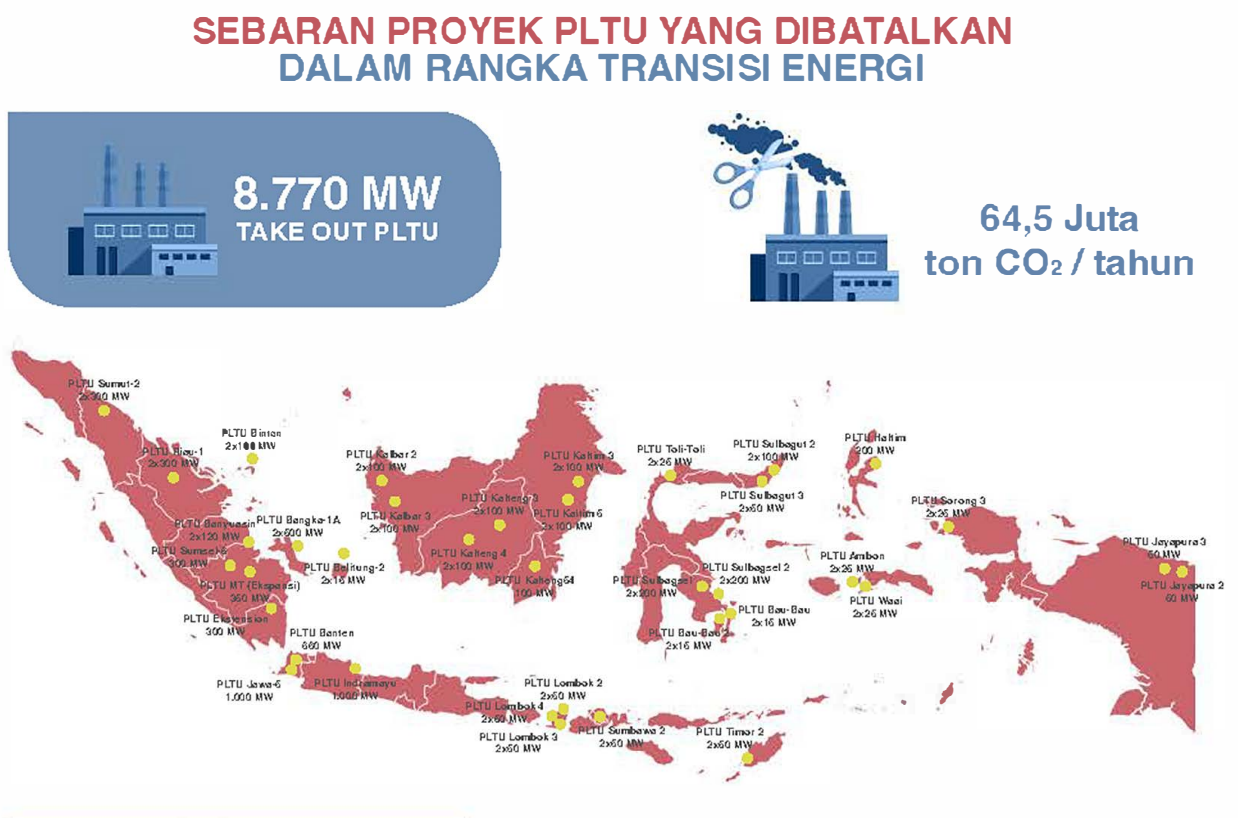 SEBARAN PROYEK PLTU YANG DIBATALKAN
DALAM RANGKA TRANSISI ENERGI
8.770 MW
TAKE OUT PLTU
64,5 Juta
ton CO₂ / tahun
PLTU Sumut-2
2x300 MW
PLTU Riau-1
2x300 MW
PLTU Bintan
2x100 MW
PLTU Banyuasin
2x120 MW
PLTU Bangka-1A
PLTU Sumsel-6
300 MW
PLTU Belitung-2
2x16 MW
PLTU MT (Ekspansi)
350 MW
PLTU
300 MW
PLTU Banten
660 MW
PLTU Jawa-5
1.000 MW
PLTU Indramayu
1.000 MW
PLTU Kalbar 2
2x100 MW
PLTU Kalbar 3
2x100 MW
PLTU Kaltim 3
2x100 MW
PLTU Kalteng 3
2x100 MW
PLTU Kaltim 5
2x100 MW
PLTU Kalteng 4
2x100 MW
PLTU
100 MW
PLTU Toli-Toli
2x25 MW
PLTU Sulbagut 2
2x100 MW
PLTU Sulbagut 3
2x50 MW
PLTU Haltim
200 MW
PLTU Sorong 3
2x25 MW
PLTU Jayapura 3
50 MW
PLTU Jayapura 2
50 MW
PLTU Ambon
2x25 MW
PLTU Waai
2x25 MW
PLTU Sulbagsel 2
2x200 MW
PLTU Sulbagsel
2x200 MW
PLTU Bau-Bau
2x16 MW
PLTU Bau-Bau 2
2x16 MW
PLTU Lombok 2
2x50 MW
PLTU Lombok 4
2x50 MW
PLTU Lombok 3
2x50 MW
PLTU Sumbawa 2
2x50 MW
PLTU Timor 2
2x50 MW